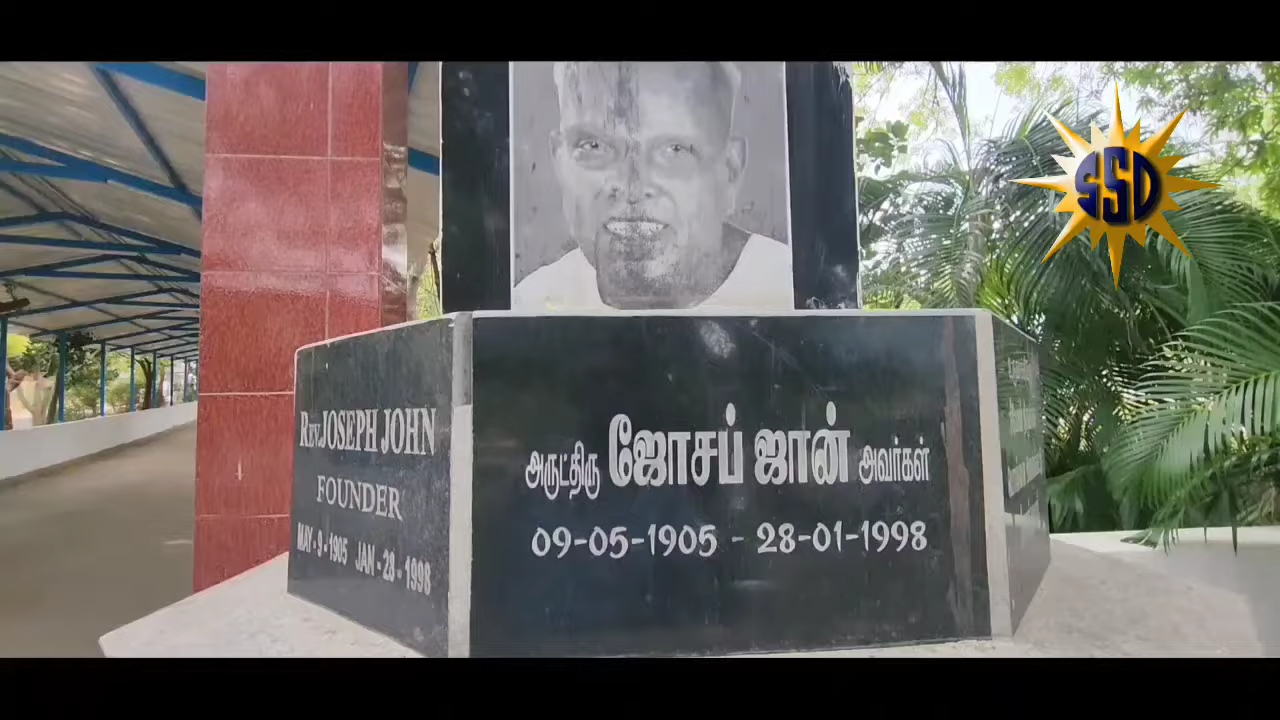 SSD
REV.JOSEPH JOHN
FOUNDER
MAY-9-1905 JAN-28-1998
அருட்திரு ஜோசப் ஜான் அவர்கள்
09-05-1905 - 28-01-1998